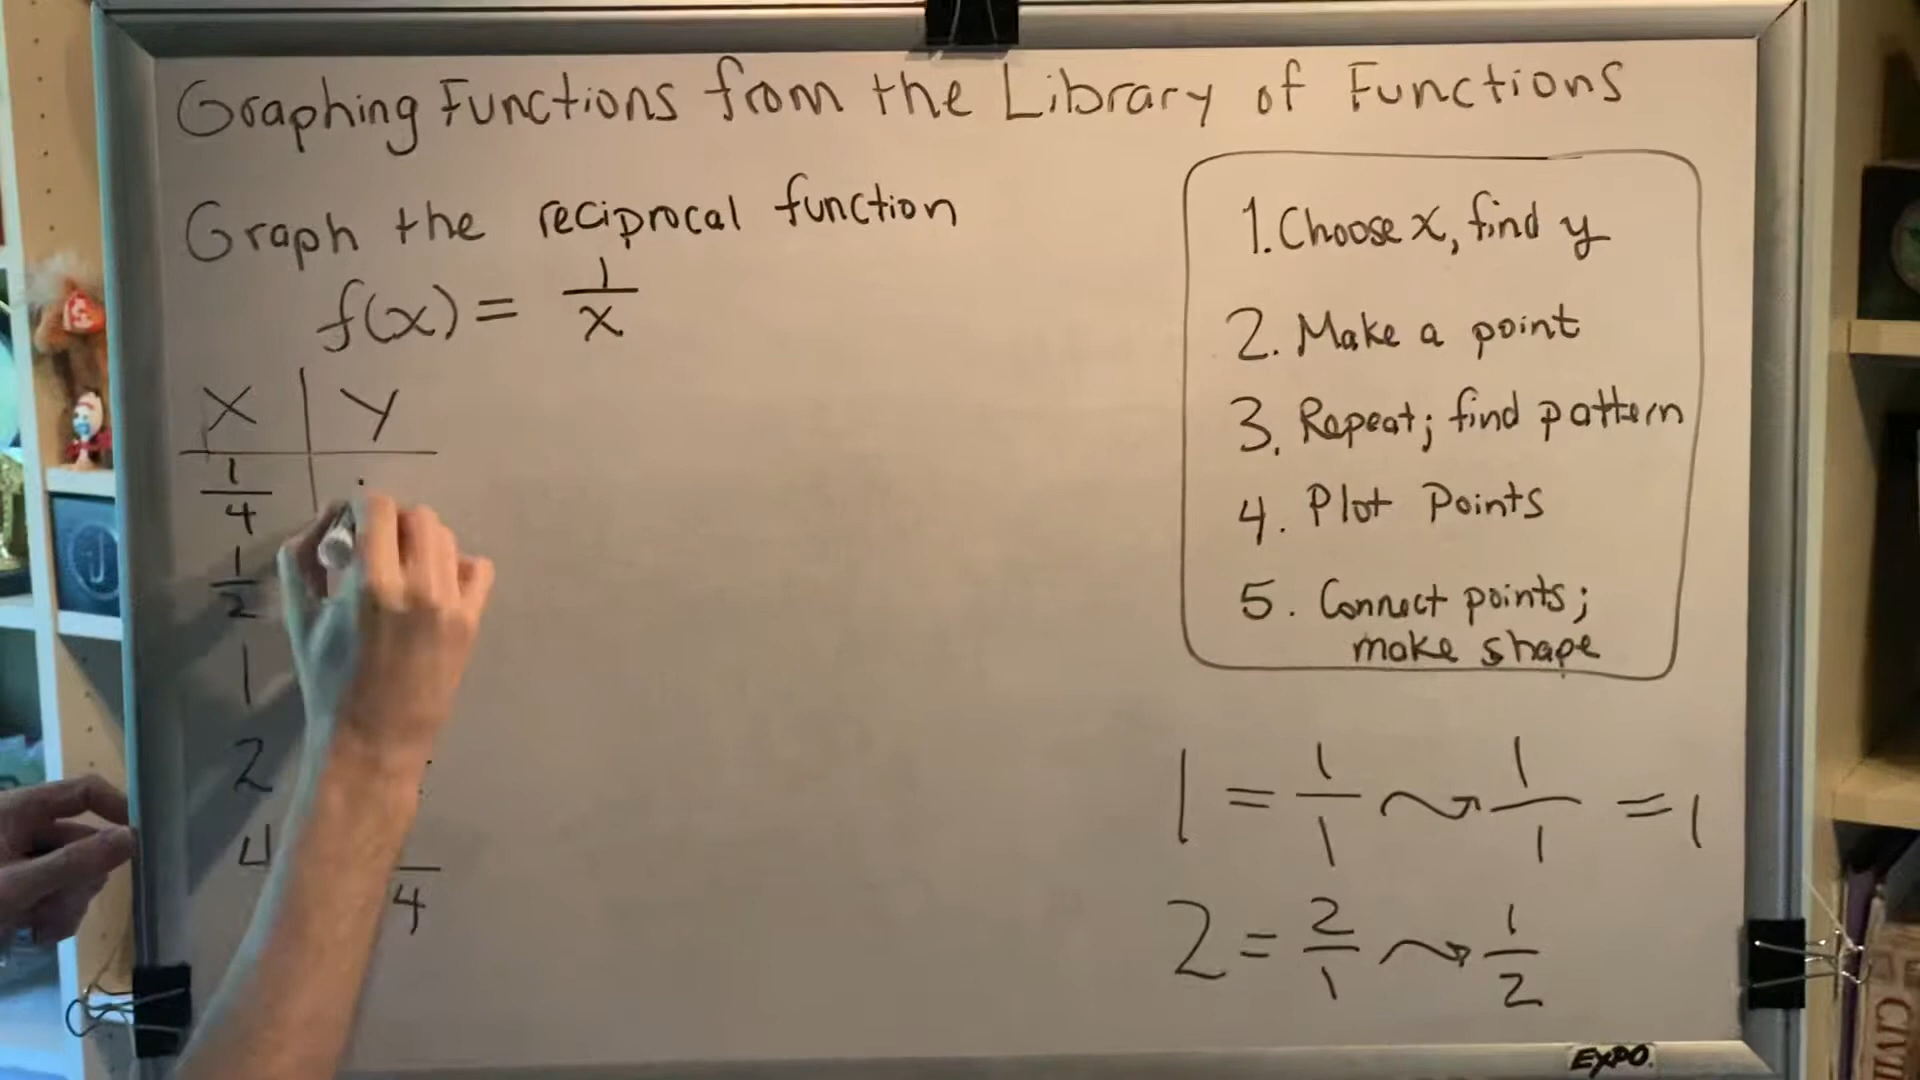 Graphing Functions from the Library of Functions
Graph the reciprocal function
f(x) = 1/x
X | Y
1/4
1/2
1
2
4
4
1. Choose x, find y
2. Make a point
3. Repeat; find pattern
4. Plot Points
5. Connect points;
make shape
1 = 1/1 ⤳ 1/1 = 1
2 = 2/1 ⤳ 1/2
EXPO
CIVI